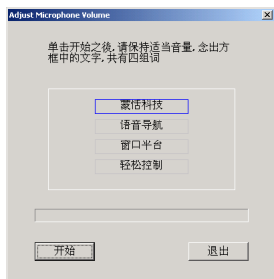 Adjust Microphone Volume
单击开始之後,请保持适当音量,念出方
框中的文字,共有四组词
蒙恬科技
语音导航
窗口平台
轻松控制
开始
退出